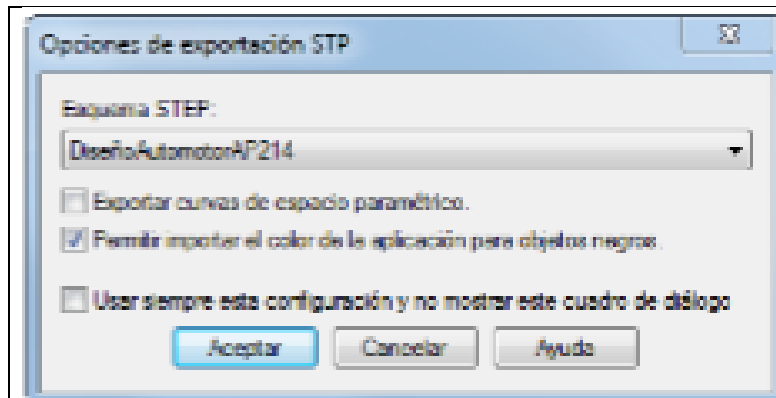 Opciones de exportación STP
Esquema STEP:
DiseñoAutomotorAP214
Exportar curvas de espacio paramétrico.
Permitir importar el color de la aplicación para objetos negros.
Usar siempre esta configuración y no mostrar este cuadro de diálogo
Aceptar Cancelar Ayuda